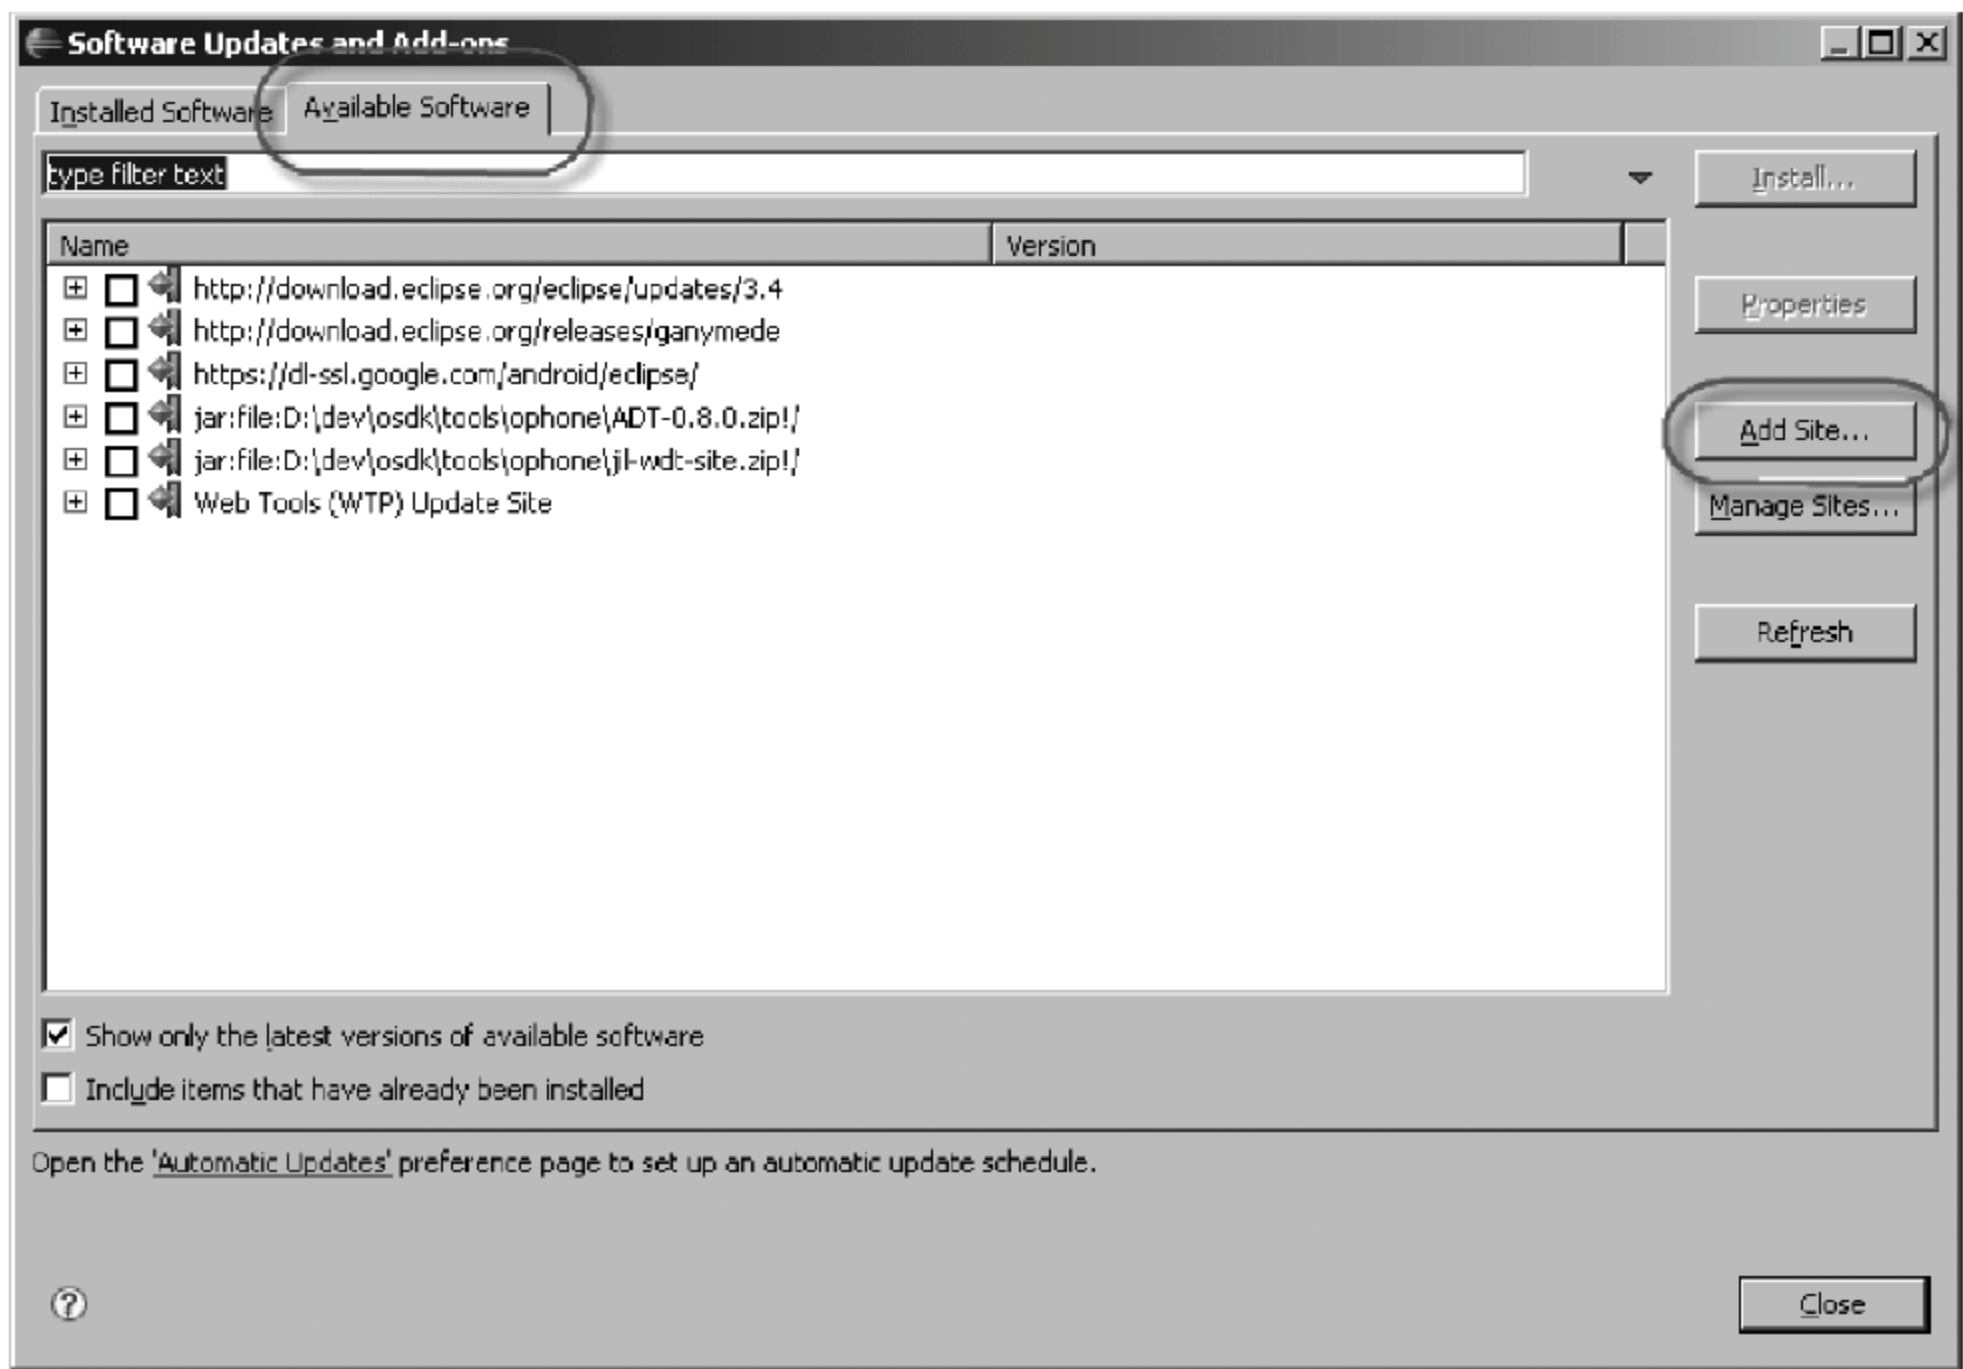 Software Updates and Add-ons
Installed Software
Available Software
type filter text
Install...
Name
Version
http://download.eclipse.org/eclipse/updates/3.4
http://download.eclipse.org/releases/ganymede
Properties
https://dl-ssl.google.com/android/eclipse/
jar:file:D:\dev\osdk\tools\ophone\ADT-0.8.0.zip!/
Add Site...
jar:file:D:\dev\osdk\tools\ophone\jil-wdt-site.zip!/
Web Tools (WTP) Update Site
Manage Sites...
Refresh
Show only the latest versions of available software
Include items that have already been installed
Open the 'Automatic Updates' preference page to set up an automatic update schedule.
?
Close